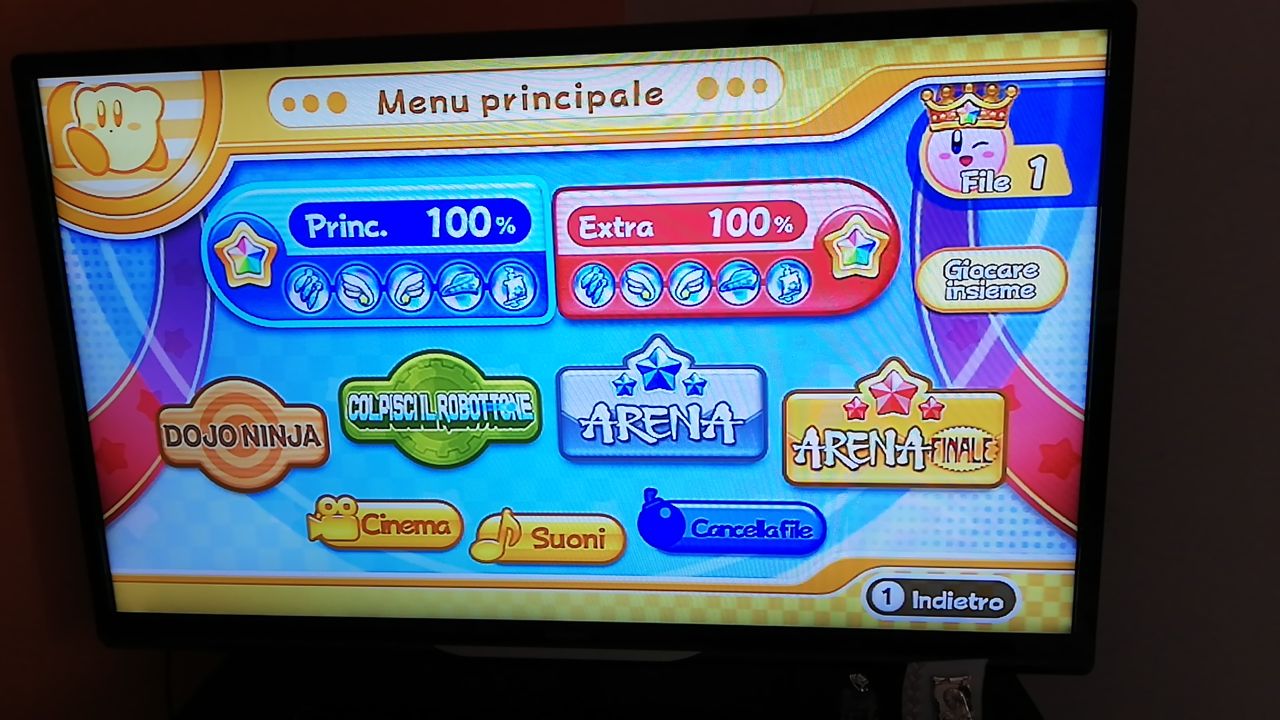 Menu principale
File 1
Princ. 100%
Extra 100%
Giocare
insieme
DOJO NINJA
COLPISCI IL ROBOTTONE
ARENA
ARENA FINALE
Cinema
Suoni
Cancella file
1 Indietro